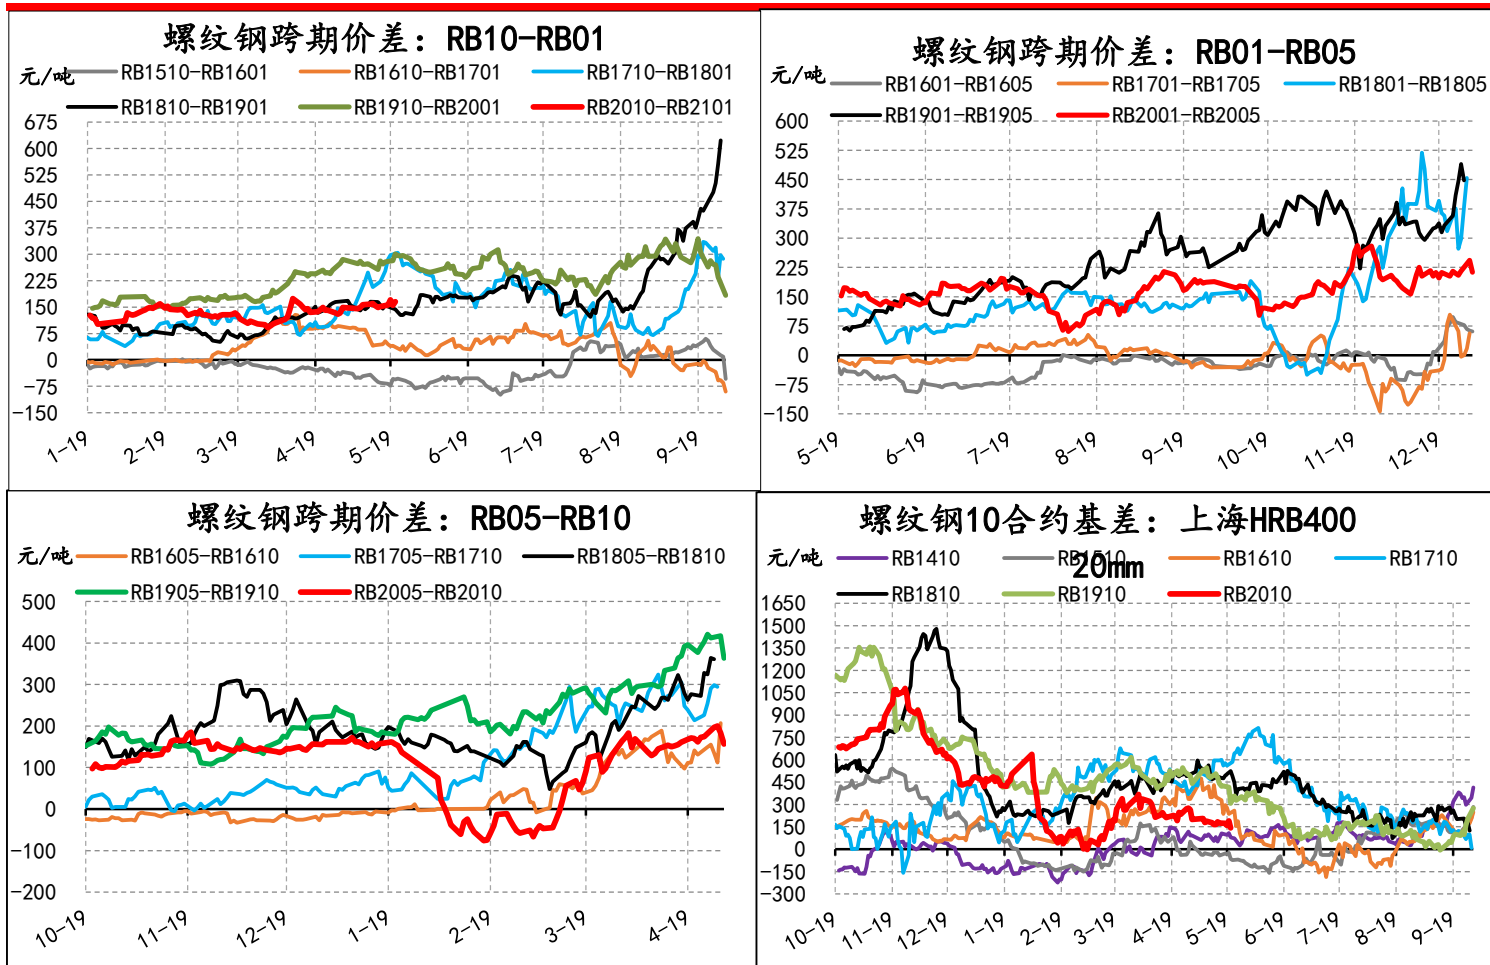 螺纹钢跨期价差：RB10-RB01
元/吨
RB1510-RB1601 RB1610-RB1701 RB1710-RB1801
RB1810-RB1901 RB1910-RB2001 RB2010-RB2101
675
600
525
450
375
300
225
150
75
0
-75
-150
1-19 2-19 3-19 4-19 5-19 6-19 7-19 8-19 9-19
螺纹钢跨期价差：RB01-RB05
元/吨
RB1601-RB1605 RB1701-RB1705 RB1801-RB1805
RB1901-RB1905 RB2001-RB2005
600
525
450
375
300
225
150
75
0
-75
-150
5-19 6-19 7-19 8-19 9-19 10-19 11-19 12-19
螺纹钢跨期价差：RB05-RB10
元/吨
RB1605-RB1610 RB1705-RB1710 RB1805-RB1810
RB1905-RB1910 RB2005-RB2010
500
400
300
200
100
0
-100
-200
10-19 11-19 12-19 1-19 2-19 3-19 4-19
螺纹钢10合约基差：上海HRB400
20mm
元/吨
RB1410 RB1510 RB1610 RB1710
RB1810 RB1910 RB2010
1650
1500
1350
1200
1050
900
750
600
450
300
150
0
-150
-300
10-19 11-19 12-19 1-19 2-19 3-19 4-19 5-19 6-19 7-19 8-19 9-19